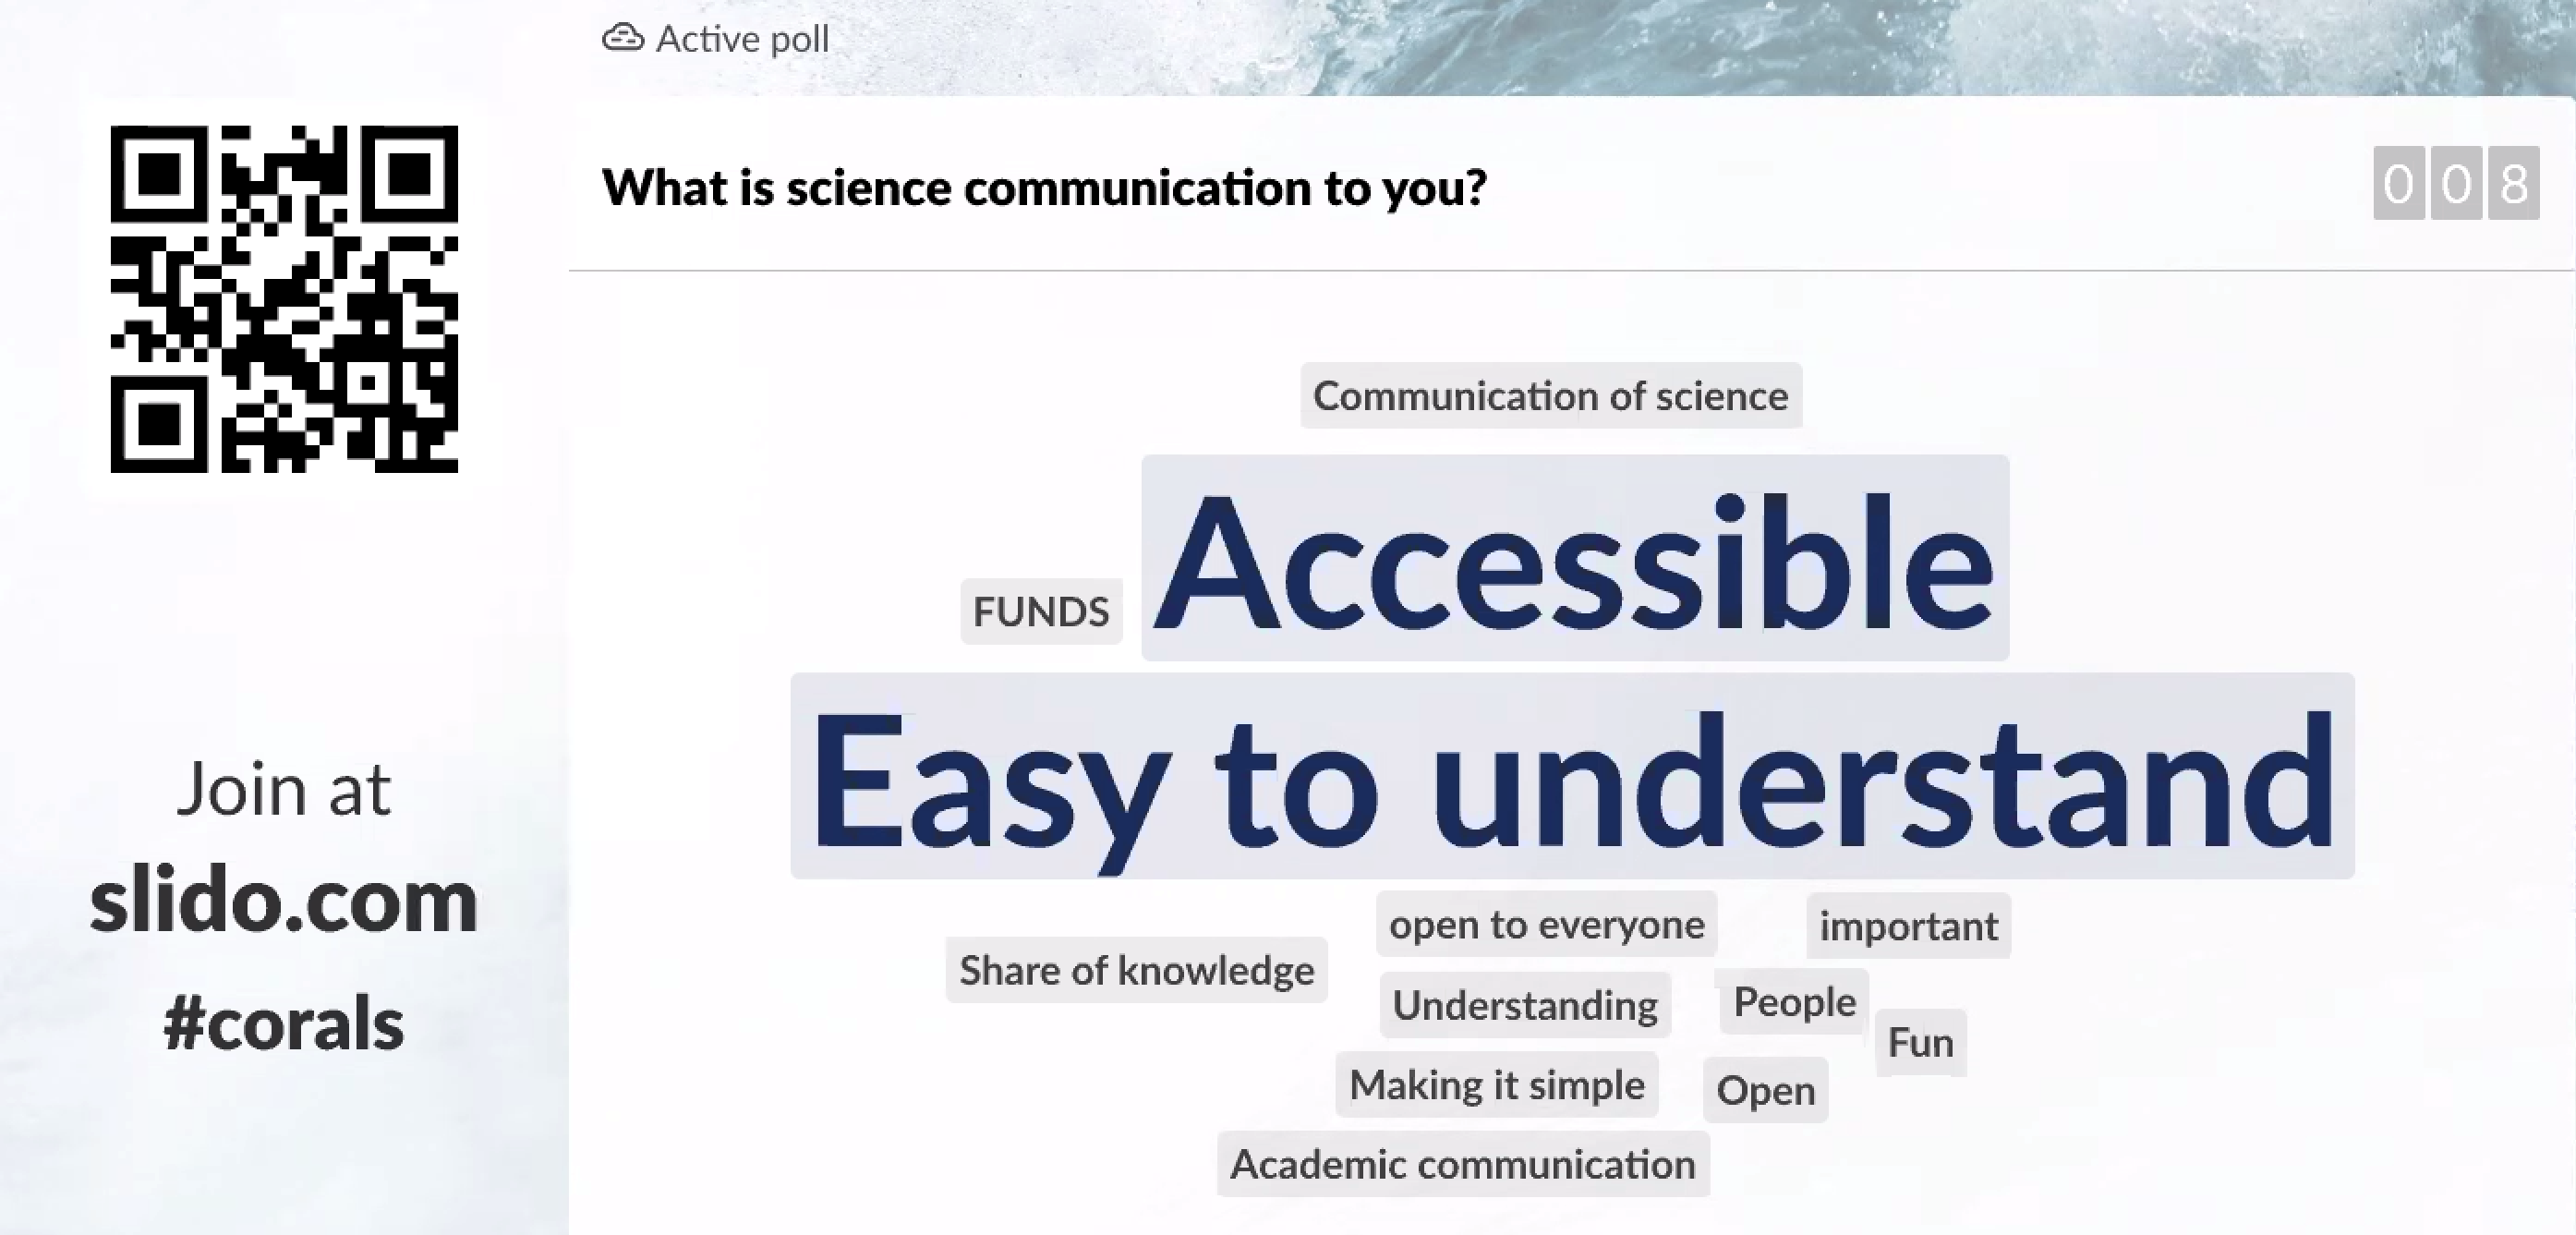 Active poll
What is science communication to you?
008
Communication of science
Accessible
FUNDS
Easy to understand
open to everyone
important
Share of knowledge
Understanding
People
Fun
Making it simple
Open
Academic communication
Join at
slido.com
#corals